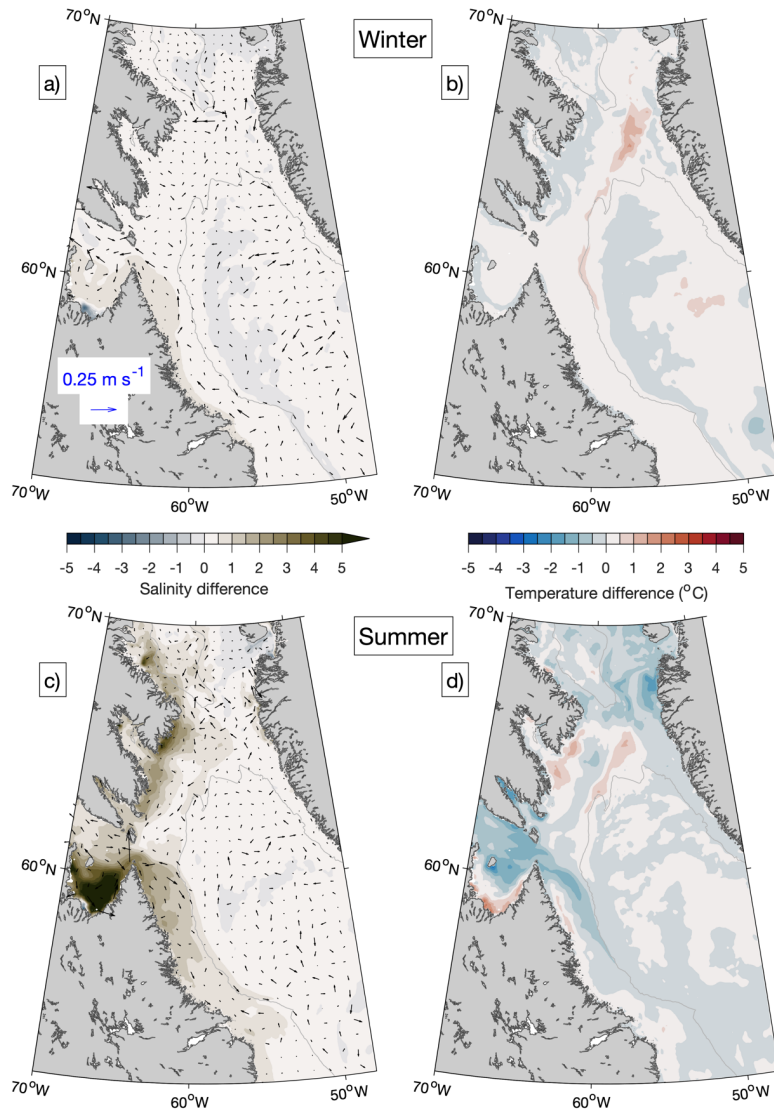 70°N
70°N
Winter
a)
b)
60°N
60°N
0.25 m s⁻¹
70°W
60°W
50°W
70°W
60°W
50°W
-5 -4 -3 -2 -1 0 1 2 3 4 5
Salinity difference
-5 -4 -3 -2 -1 0 1 2 3 4 5
Temperature difference (°C)
70°N
70°N
Summer
c)
d)
60°N
60°N
70°W
60°W
50°W
70°W
60°W
50°W